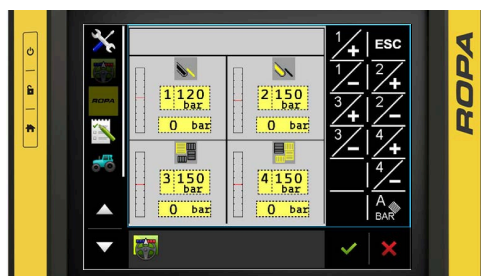 1/+ ESC
1/- 2/+
3/+ 2/-
3/- 4/+
4/-
A
BAR
ROPA
1 120
bar
0 bar
2 150
bar
0 bar
3 150
bar
0 bar
4 150
bar
0 bar
ROPA